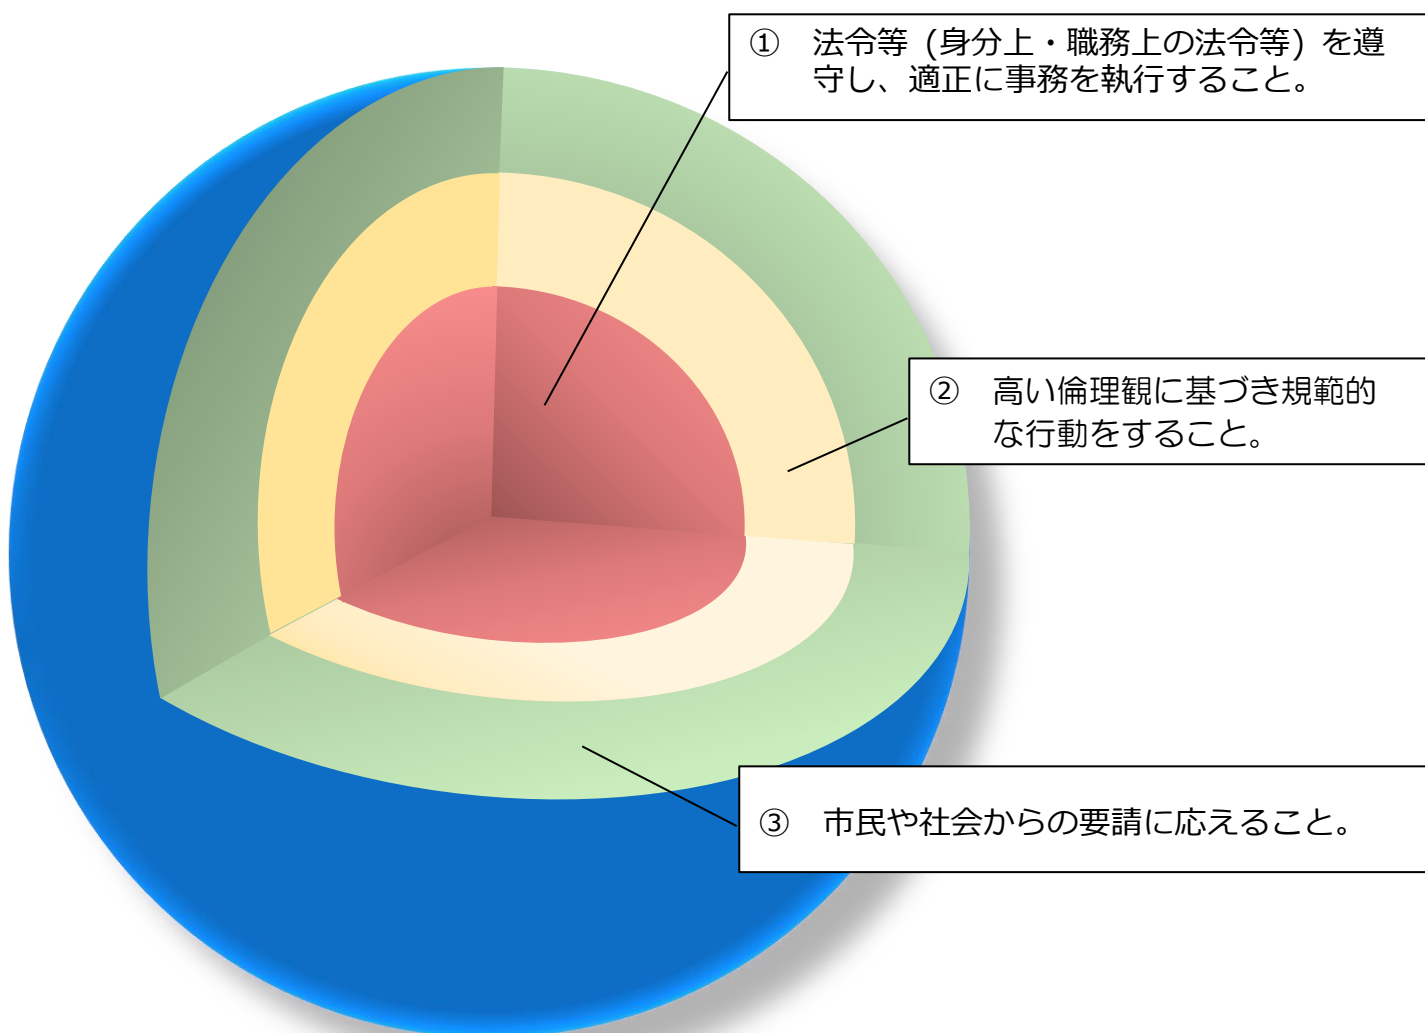 ① 法令等(身分上・職務上の法令等)を遵
守し、適正に事務を執行すること。
② 高い倫理観に基づき規範的
な行動をすること。
③ 市民や社会からの要請に応えること。